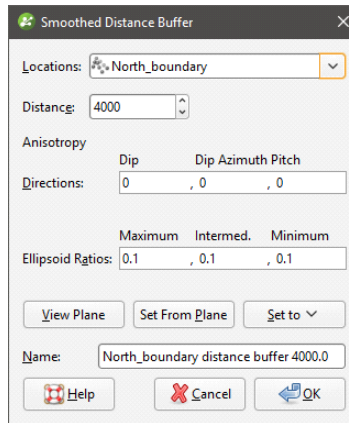 Smoothed Distance Buffer
Locations: North_boundary
Distance: 4000
Anisotropy
Dip Dip Azimuth Pitch
Directions: 0 , 0 , 0
Maximum Intermed. Minimum
Ellipsoid Ratios: 0.1 , 0.1 , 0.1
View Plane Set From Plane Set to
Name: North_boundary distance buffer 4000.0
Help Cancel OK